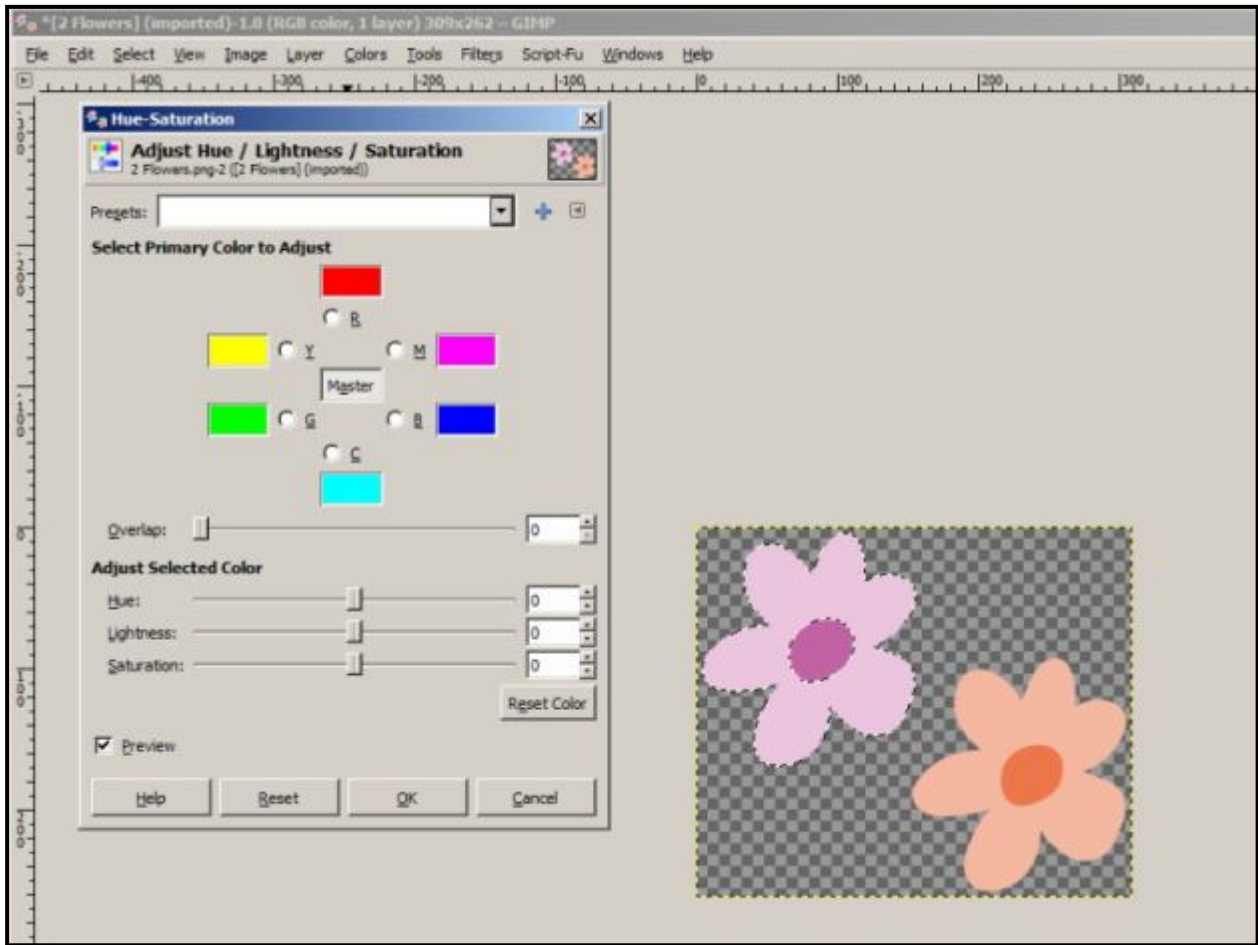 *[2 Flowers] (imported)-1.0 (RGB color, 1 layer) 309x262 – GIMP
File Edit Select View Image Layer Colors Tools Filters Script-Fu Windows Help
-400 -300 -200 -100 0 100 200 300
Hue-Saturation
Adjust Hue / Lightness / Saturation
2 Flowers.png-2 ([2 Flowers] (imported))
Presets:
Select Primary Color to Adjust
R
Y M
Master
G B
C
Overlap: 0
Adjust Selected Color
Hue: 0
Lightness: 0
Saturation: 0
Reset Color
Preview
Help Reset OK Cancel